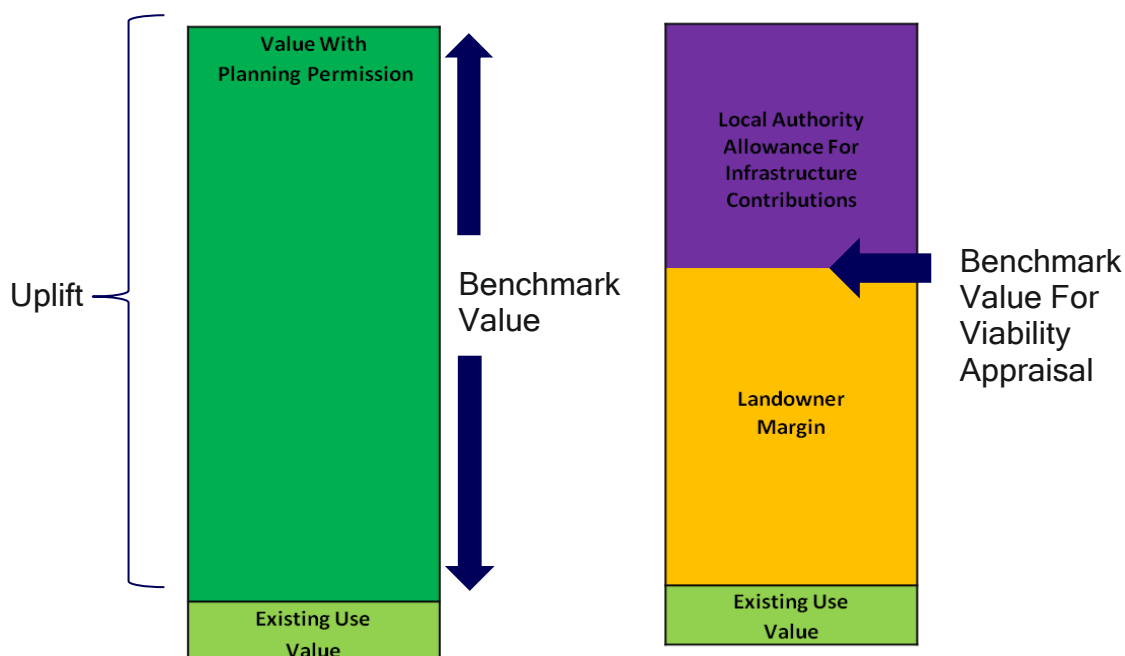 Value With
Planning Permission
Uplift
Benchmark
Value
Existing Use
Value
Local Authority
Allowance For
Infrastructure
Contributions
Benchmark
Value For
Viability
Appraisal
Landowner
Margin
Existing Use
Value